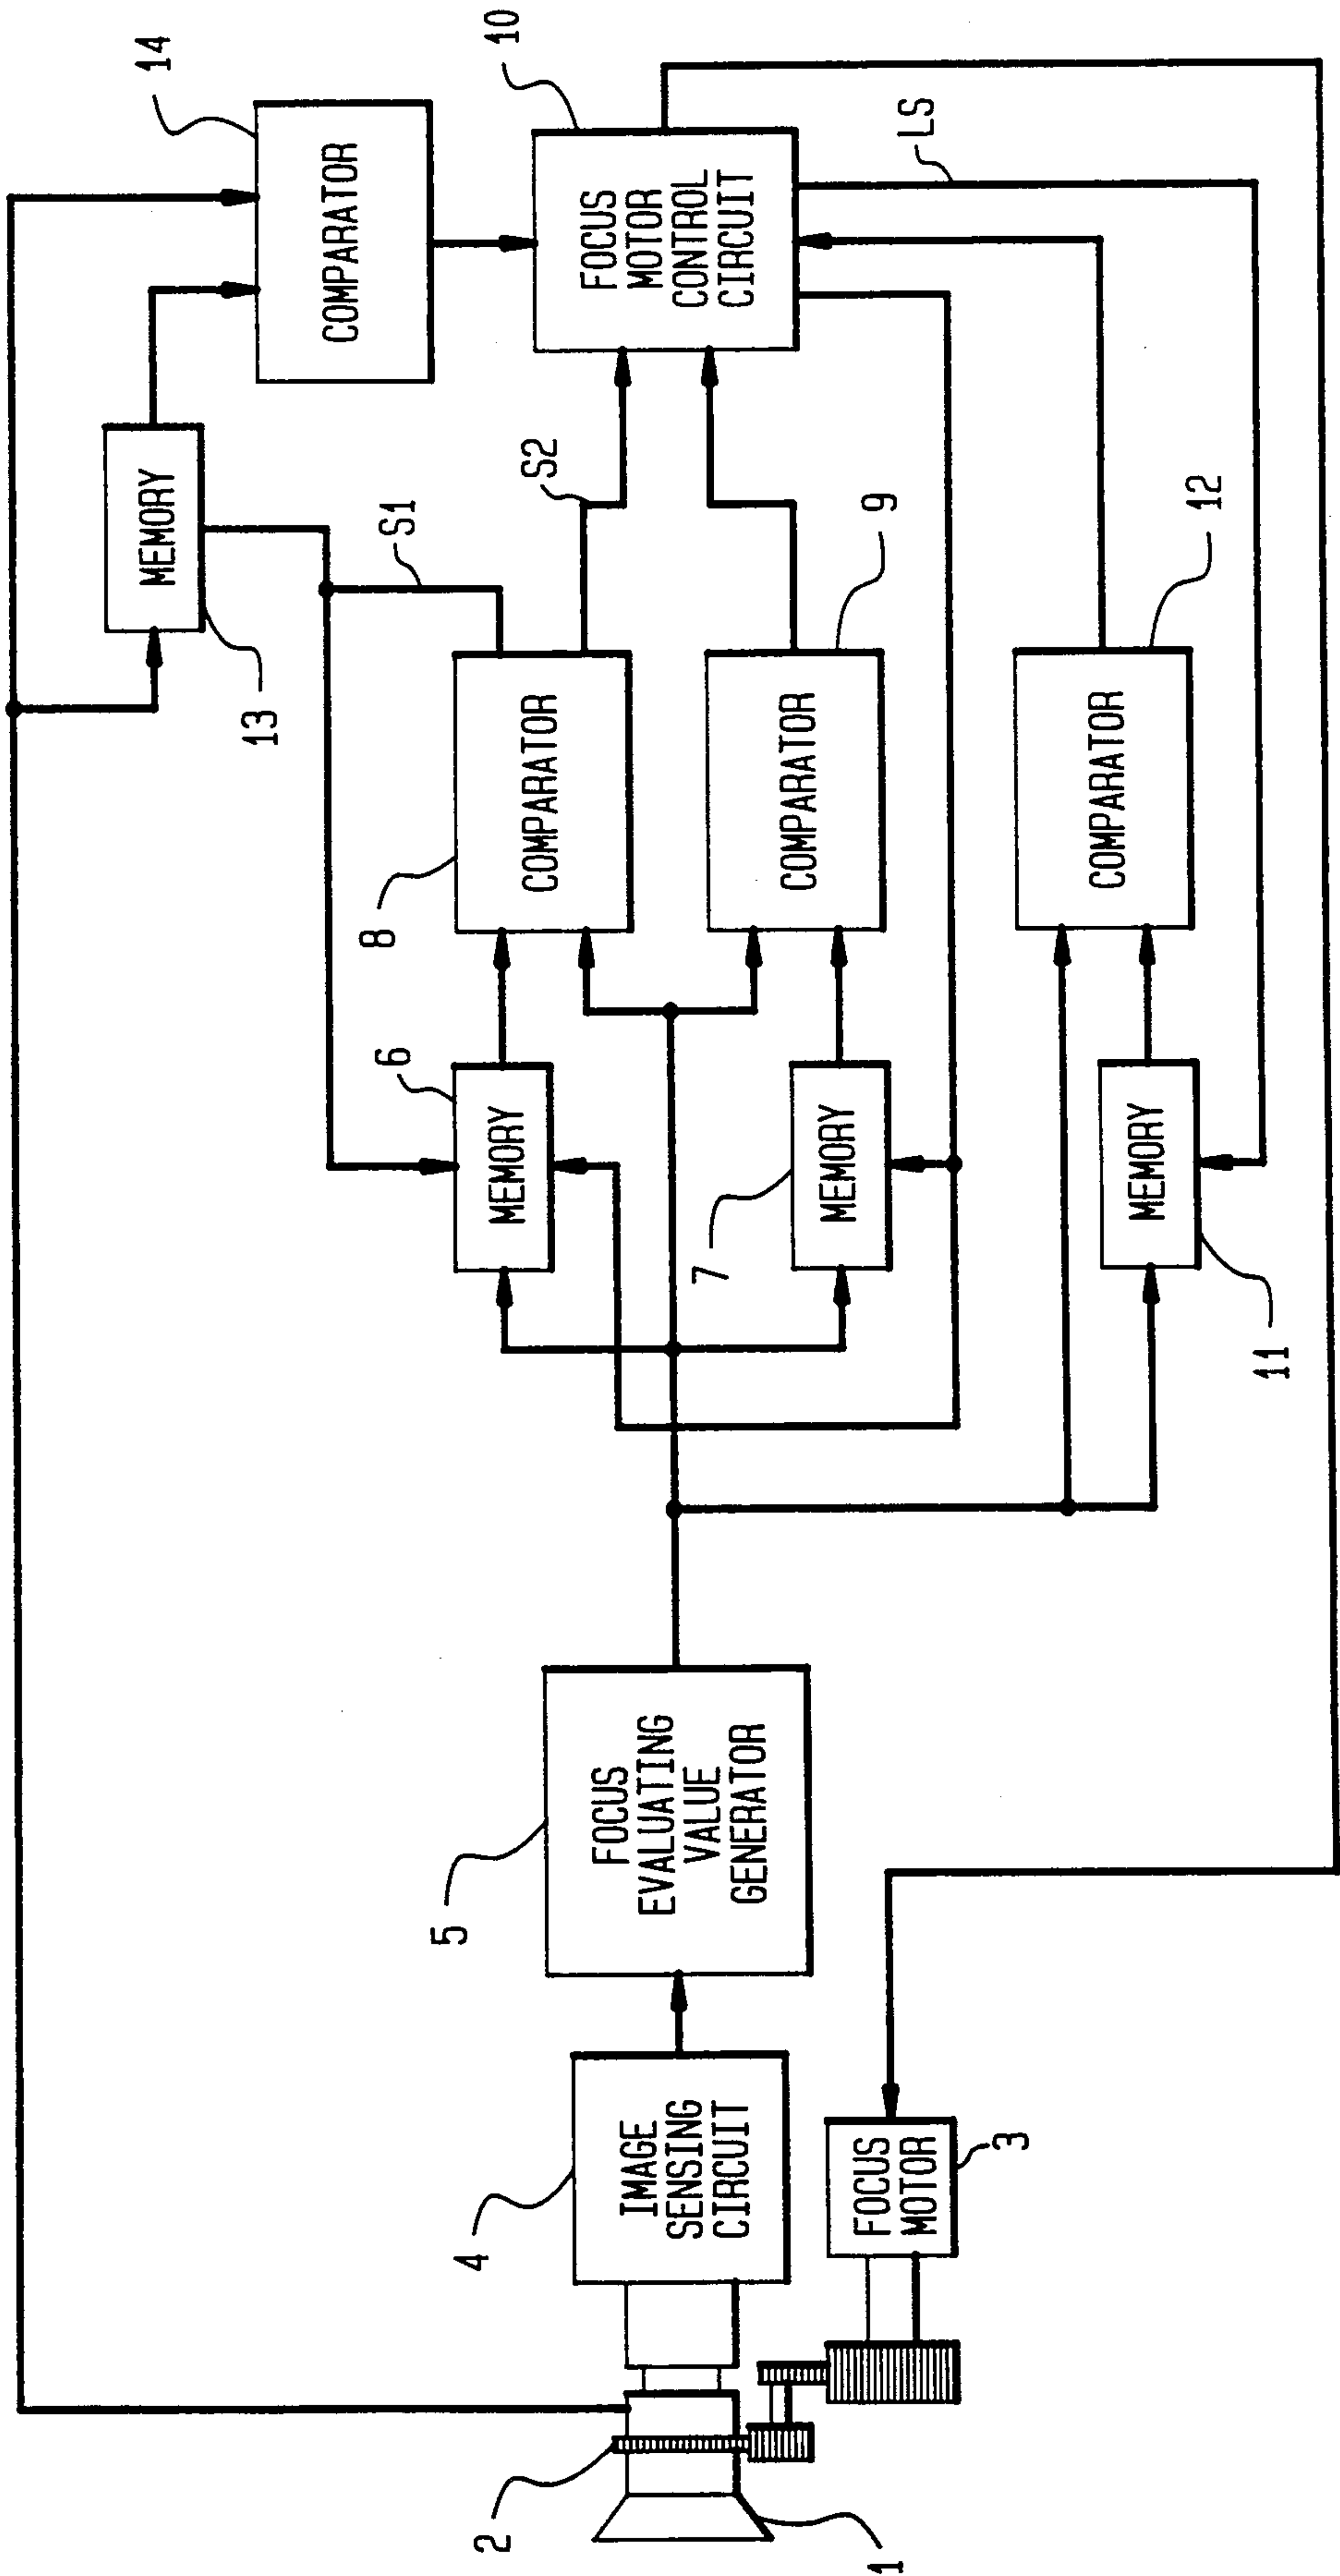 14
COMPARATOR
10
FOCUS
MOTOR
CONTROL
CIRCUIT
LS
MEMORY
13
S1
S2
8
COMPARATOR
9
COMPARATOR
12
COMPARATOR
6
MEMORY
7
MEMORY
11
MEMORY
5
FOCUS
EVALUATING
VALUE
GENERATOR
4
IMAGE
SENSING
CIRCUIT
3
FOCUS
MOTOR
2
1